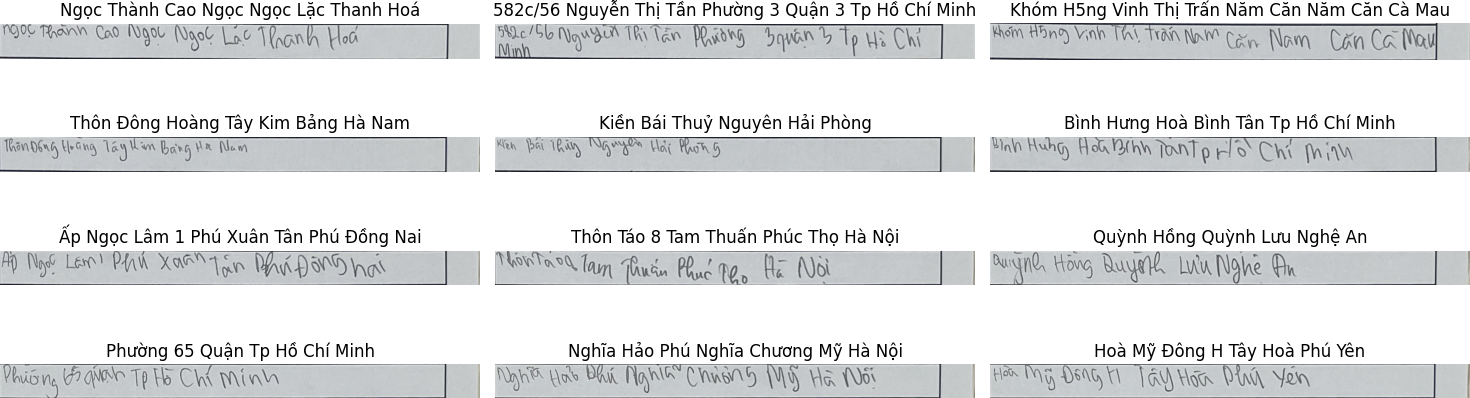 Ngọc Thành Cao Ngọc Ngọc Lặc Thanh Hoá
ngọc Thành Cao Ngọc Ngọc Lặc Thanh Hoá
582c/56 Nguyễn Thị Tần Phường 3 Quận 3 Tp Hồ Chí Minh
582c/56 Nguyễn Thị Tần Phường 3 quận 3 Tp Hồ Chí
Minh
Khóm H5ng Vinh Thị Trấn Năm Căn Năm Căn Cà Mau
Khóm H5ng Vinh Thị trấn Nam Căn Nam Căn Cà Mau
Thôn Đông Hoàng Tây Kim Bảng Hà Nam
Thôn Đông Hoàng Tây Kim Bảng Hà Nam
Kiền Bái Thuỷ Nguyên Hải Phòng
Kiền Bái Thủy Nguyên Hải Phòng
Bình Hưng Hoà Bình Tân Tp Hồ Chí Minh
Bình Hưng Hoà Bình Tân Tp Hồ Chí Minh
Ấp Ngọc Lâm 1 Phú Xuân Tân Phú Đồng Nai
Ấp Ngọc Lâm 1 Phú Xuân Tân Phú Đồng nai
Thôn Táo 8 Tam Thuấn Phúc Thọ Hà Nội
Thôn Táo 8 Tam Thuấn Phúc Thọ Hà Nội
Quỳnh Hồng Quỳnh Lưu Nghệ An
Quỳnh Hồng Quỳnh Lưu Nghệ An
Phường 65 Quận Tp Hồ Chí Minh
Phường 65 quận Tp Hồ Chí Minh
Nghĩa Hảo Phú Nghĩa Chương Mỹ Hà Nội
Nghĩa Hảo Phú Nghĩa Chương Mỹ Hà Nội
Hoà Mỹ Đông H Tây Hoà Phú Yên
Hoà Mỹ Đông H Tây Hoà Phú Yên